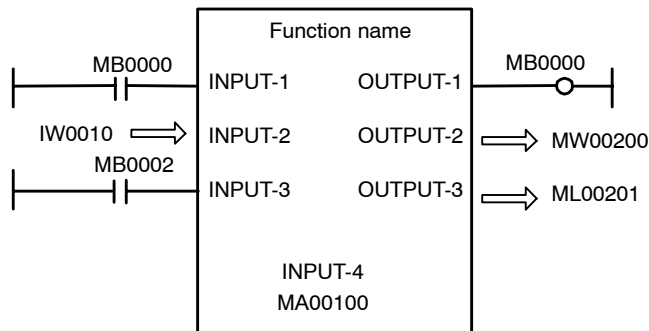 Function name
MB0000 MB0000
INPUT-1 OUTPUT-1
IW0010 INPUT-2 OUTPUT-2 MW00200
MB0002
INPUT-3 OUTPUT-3 ML00201
INPUT-4
MA00100